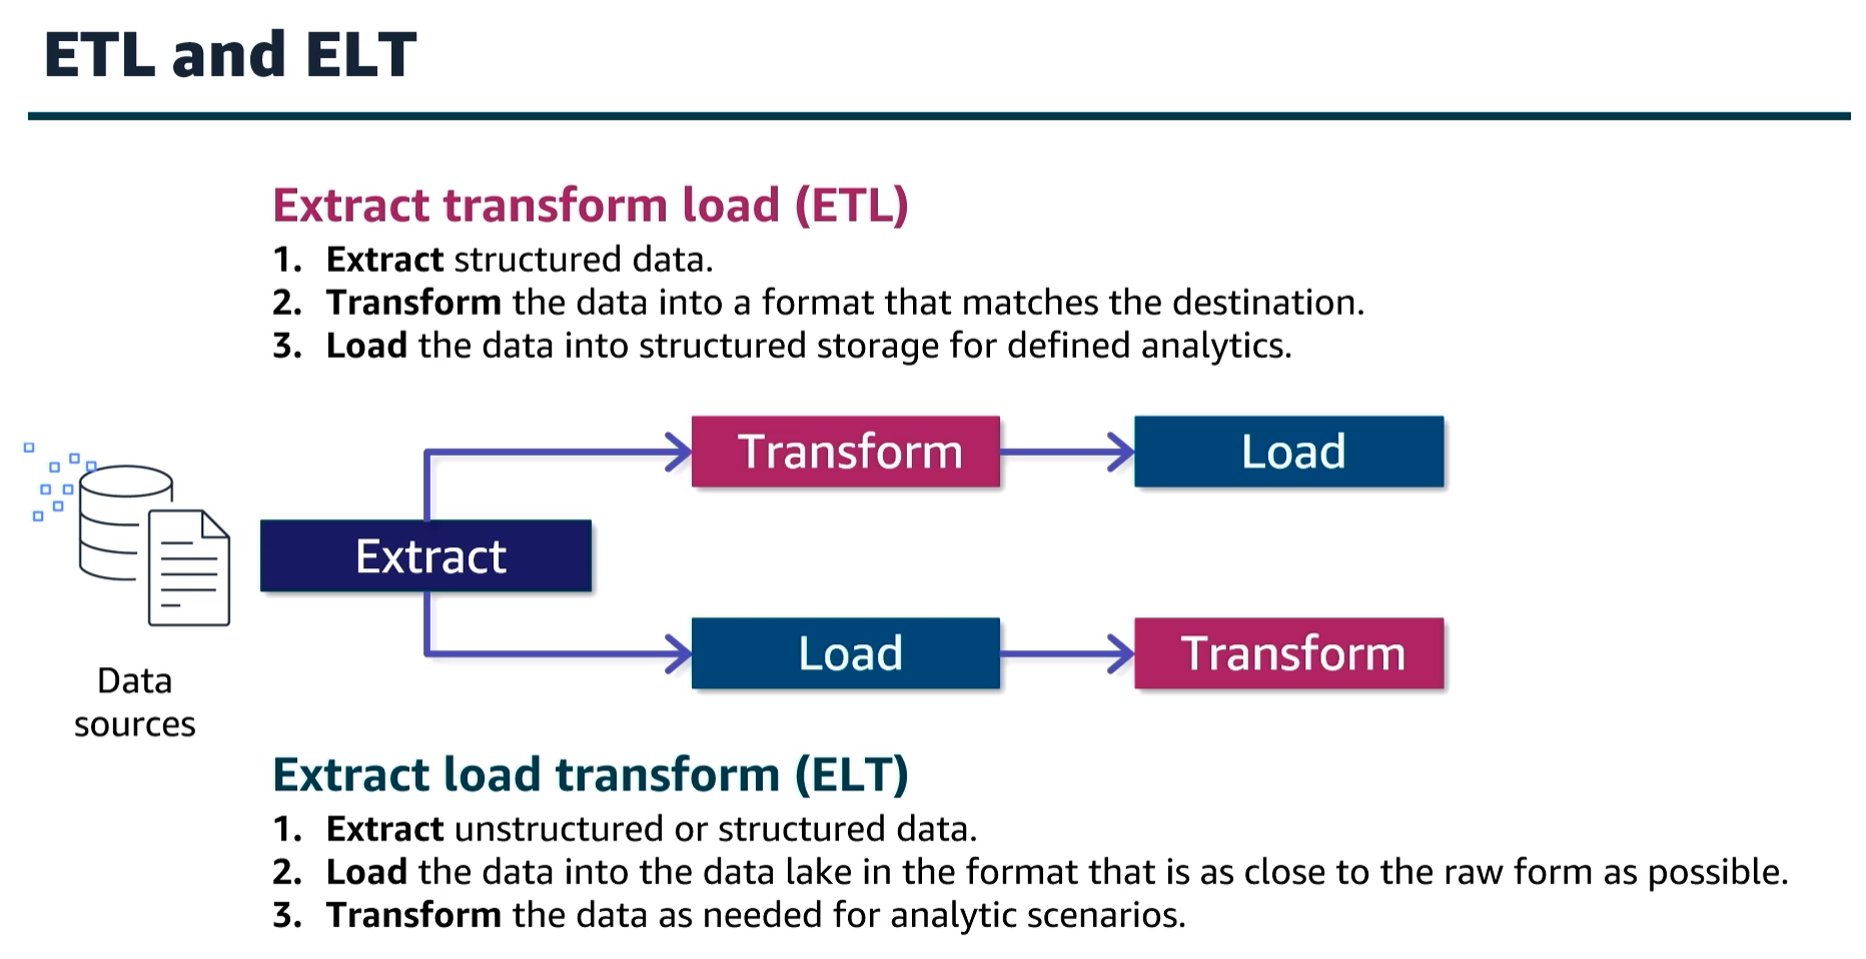 ETL and ELT
Extract transform load (ETL)
1. Extract structured data.
2. Transform the data into a format that matches the destination.
3. Load the data into structured storage for defined analytics.
Transform
Load
Extract
Load
Transform
Data
sources
Extract load transform (ELT)
1. Extract unstructured or structured data.
2. Load the data into the data lake in the format that is as close to the raw form as possible.
3. Transform the data as needed for analytic scenarios.